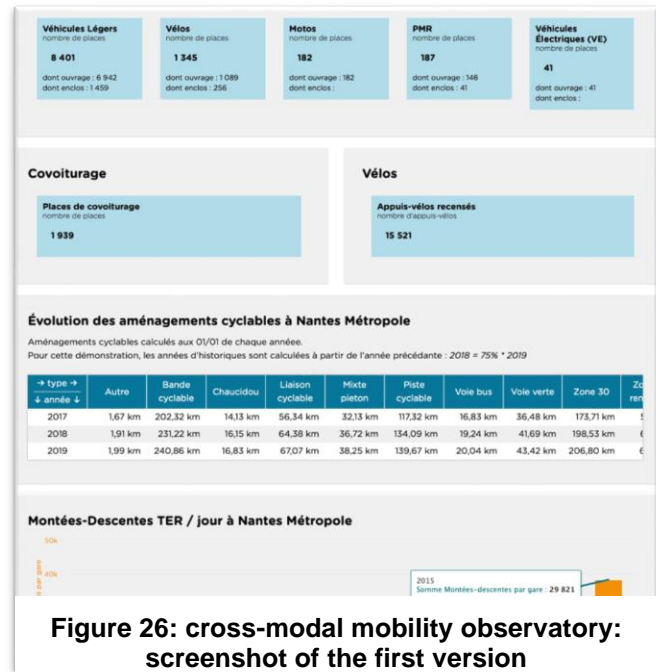 Véhicules Légers
nombre de places
8 401
dont ouvrage : 6 942
dont enclos : 1 459
Vélos
nombre de places
1 345
dont ouvrage : 1 089
dont enclos : 256
Motos
nombre de places
182
dont ouvrage : 182
dont enclos :
PMR
nombre de places
187
dont ouvrage : 146
dont enclos : 41
Véhicules
Électriques (VE)
nombre de places
41
dont ouvrage : 41
dont enclos :
Covoiturage
Places de covoiturage
nombre de places
1 939
Vélos
Appuis-vélos recensés
nombre d'appuis-vélos
15 521
Évolution des aménagements cyclables à Nantes Métropole
Aménagements cyclables calculés aux 01/01 de chaque année.
Pour cette démonstration, les années d'historiques sont calculées à partir de l'année précédante : 2018 = 75% * 2019
→ type → Autre Bande Chaucidou Liaison Mixte Piste Voie bus Voie verte Zone 30
↓ année ↓ cyclable cyclable pieton cyclable
2017 1,67 km 202,32 km 14,13 km 56,34 km 32,13 km 117,32 km 16,83 km 36,48 km 173,71 km
2018 1,91 km 231,22 km 16,15 km 64,38 km 36,72 km 134,09 km 19,24 km 41,69 km 198,53 km
2019 1,99 km 240,86 km 16,83 km 67,07 km 38,25 km 139,67 km 20,04 km 43,42 km 206,80 km
Montées-Descentes TER / jour à Nantes Métropole
50k
40k
par gare
2015
Somme Montées-descentes par gare : 29 821
Figure 26: cross-modal mobility observatory:
screenshot of the first version